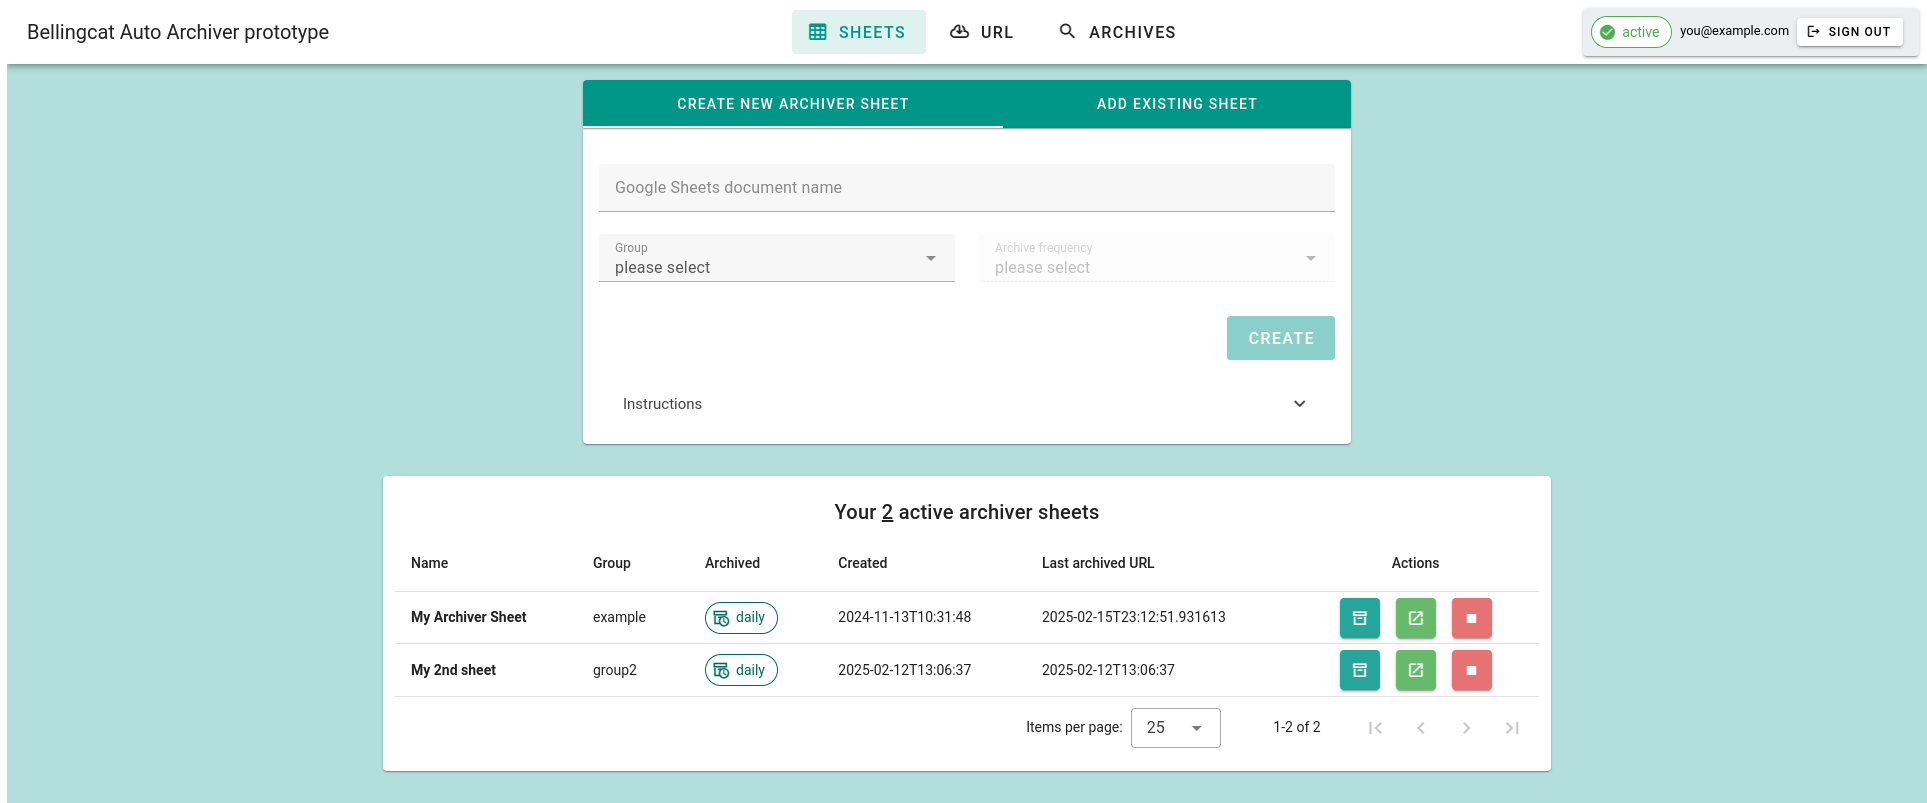 Bellingcat Auto Archiver prototype SHEETS URL ARCHIVES active you@example.com SIGN OUT
CREATE NEW ARCHIVER SHEET ADD EXISTING SHEET
Google Sheets document name
Group Archive frequency
please select please select
CREATE
Instructions
Your 2 active archiver sheets
Name Group Archived Created Last archived URL Actions
My Archiver Sheet example daily 2024-11-13T10:31:48 2025-02-15T23:12:51.931613
My 2nd sheet group2 daily 2025-02-12T13:06:37 2025-02-12T13:06:37
Items per page: 25 1-2 of 2